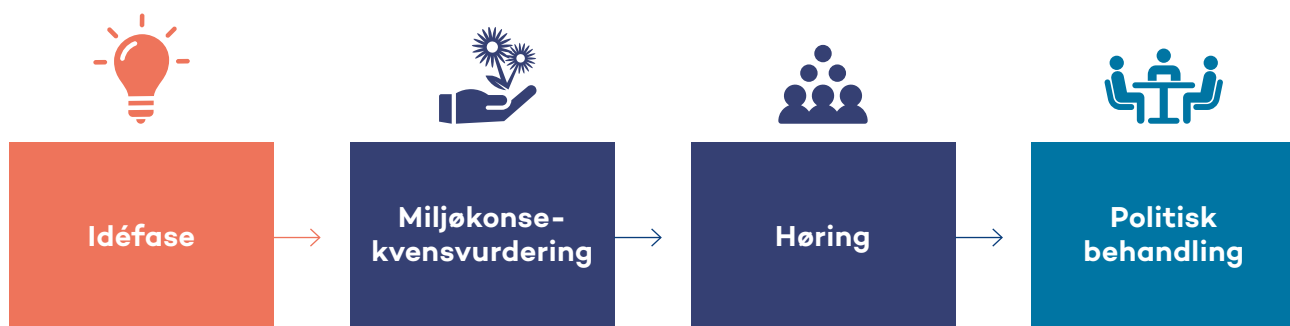 Idéfase
Miljøkonse-
kvensvurdering
Høring
Politisk
behandling